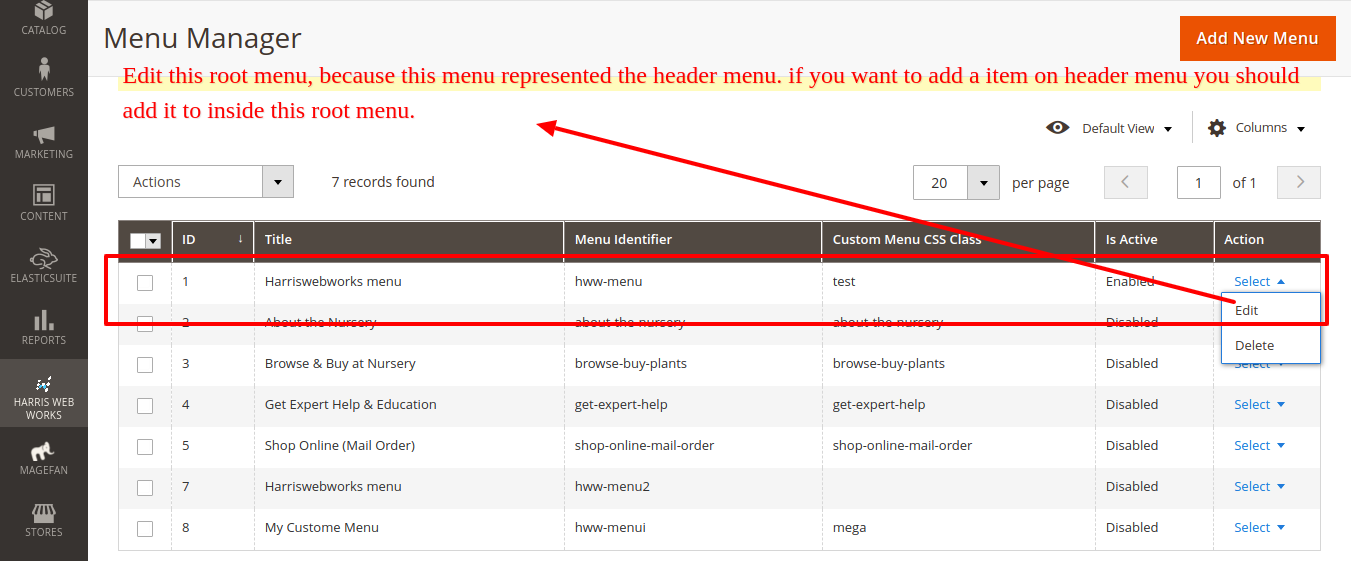 CATALOG
CUSTOMERS
MARKETING
CONTENT
ELASTICSUITE
REPORTS
HARRIS WEB
WORKS
MAGEFAN
STORES
Menu Manager
Add New Menu
Edit this root menu, because this menu represented the header menu. if you want to add a item on header menu you should
add it to inside this root menu.
Default View Columns
Actions 7 records found 20 per page 1 of 1
ID ↓ Title Menu Identifier Custom Menu CSS Class Is Active Action
1 Harriswebworks menu hww-menu test Enabled Select
Edit
2 About the Nursery about-the-nursery about-the-nursery Disabled
Delete
3 Browse & Buy at Nursery browse-buy-plants browse-buy-plants Disabled Select
4 Get Expert Help & Education get-expert-help get-expert-help Disabled Select
5 Shop Online (Mail Order) shop-online-mail-order shop-online-mail-order Disabled Select
7 Harriswebworks menu hww-menu2 Disabled Select
8 My Custome Menu hww-menui mega Disabled Select